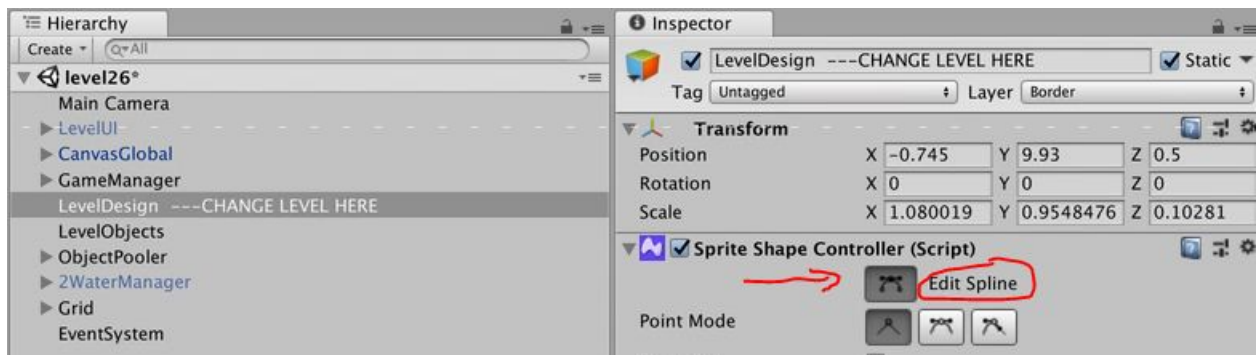 Hierarchy
Create
All
level26*
Main Camera
LevelUI
CanvasGlobal
GameManager
LevelDesign ---CHANGE LEVEL HERE
LevelObjects
ObjectPooler
2WaterManager
Grid
EventSystem
Inspector
LevelDesign ---CHANGE LEVEL HERE
Static
Tag Untagged Layer Border
Transform
Position X -0.745 Y 9.93 Z 0.5
Rotation X 0 Y 0 Z 0
Scale X 1.080019 Y 0.9548476 Z 0.10281
Sprite Shape Controller (Script)
Edit Spline
Point Mode